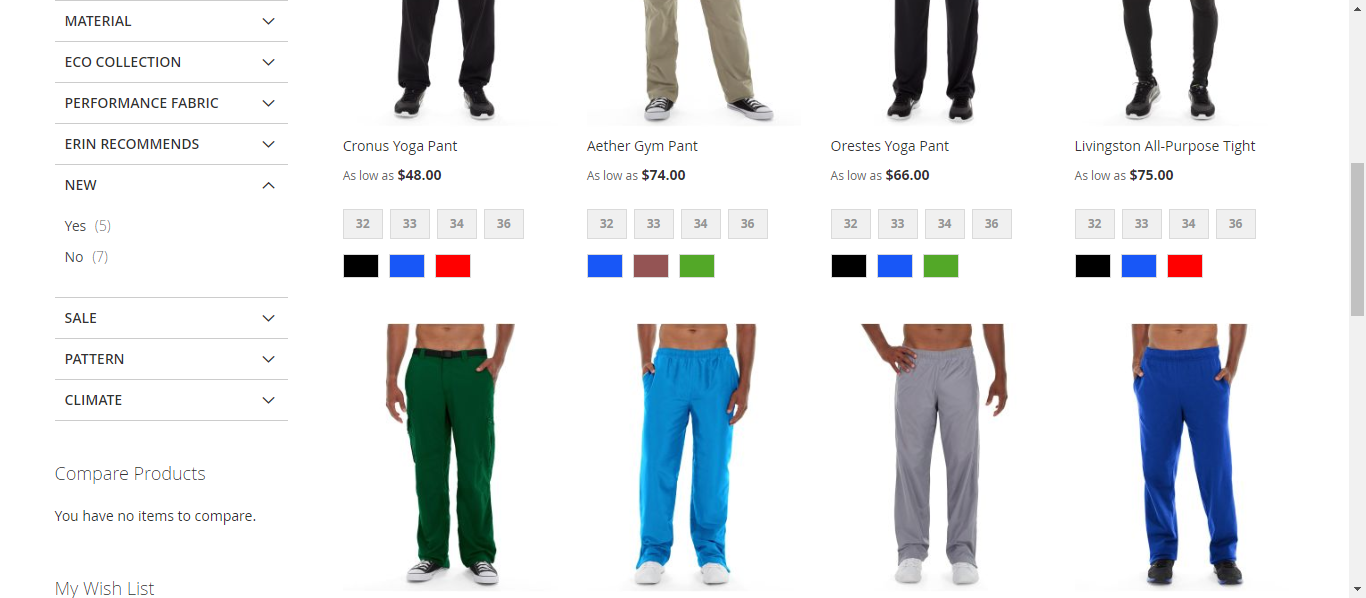 MATERIAL
ECO COLLECTION
PERFORMANCE FABRIC
ERIN RECOMMENDS
NEW
Yes (5)
No (7)
SALE
PATTERN
CLIMATE
Compare Products
You have no items to compare.
My Wish List
Cronus Yoga Pant
As low as $48.00
32 33 34 36
Aether Gym Pant
As low as $74.00
32 33 34 36
Orestes Yoga Pant
As low as $66.00
32 33 34 36
Livingston All-Purpose Tight
As low as $75.00
32 33 34 36